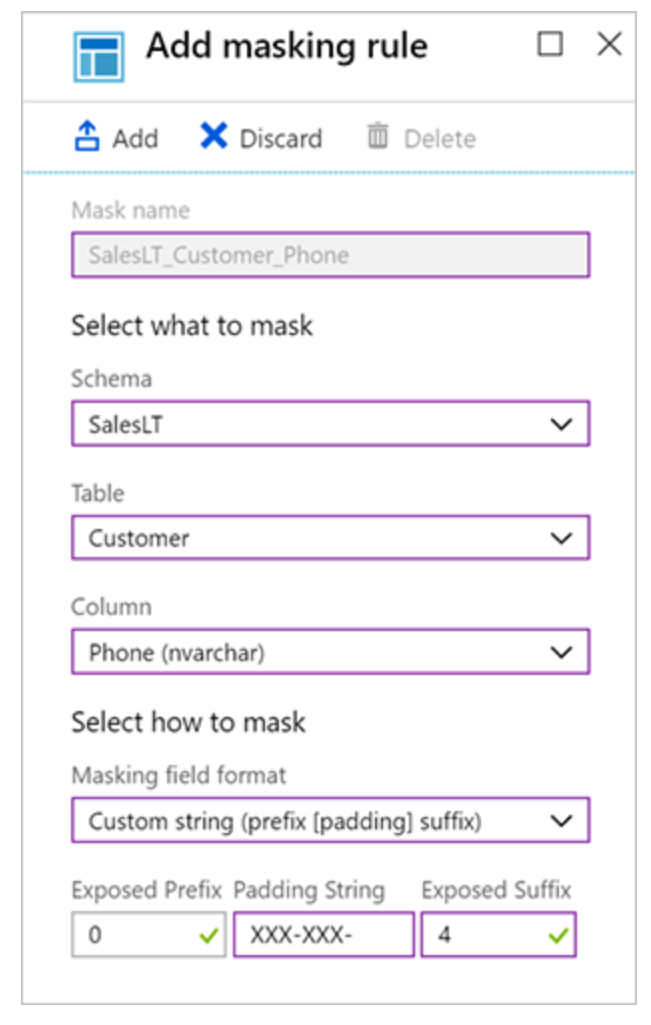 Add masking rule
Add Discard Delete
Mask name
SalesLT_Customer_Phone
Select what to mask
Schema
SalesLT
Table
Customer
Column
Phone (nvarchar)
Select how to mask
Masking field format
Custom string (prefix [padding] suffix)
Exposed Prefix Padding String Exposed Suffix
0 XXX-XXX- 4